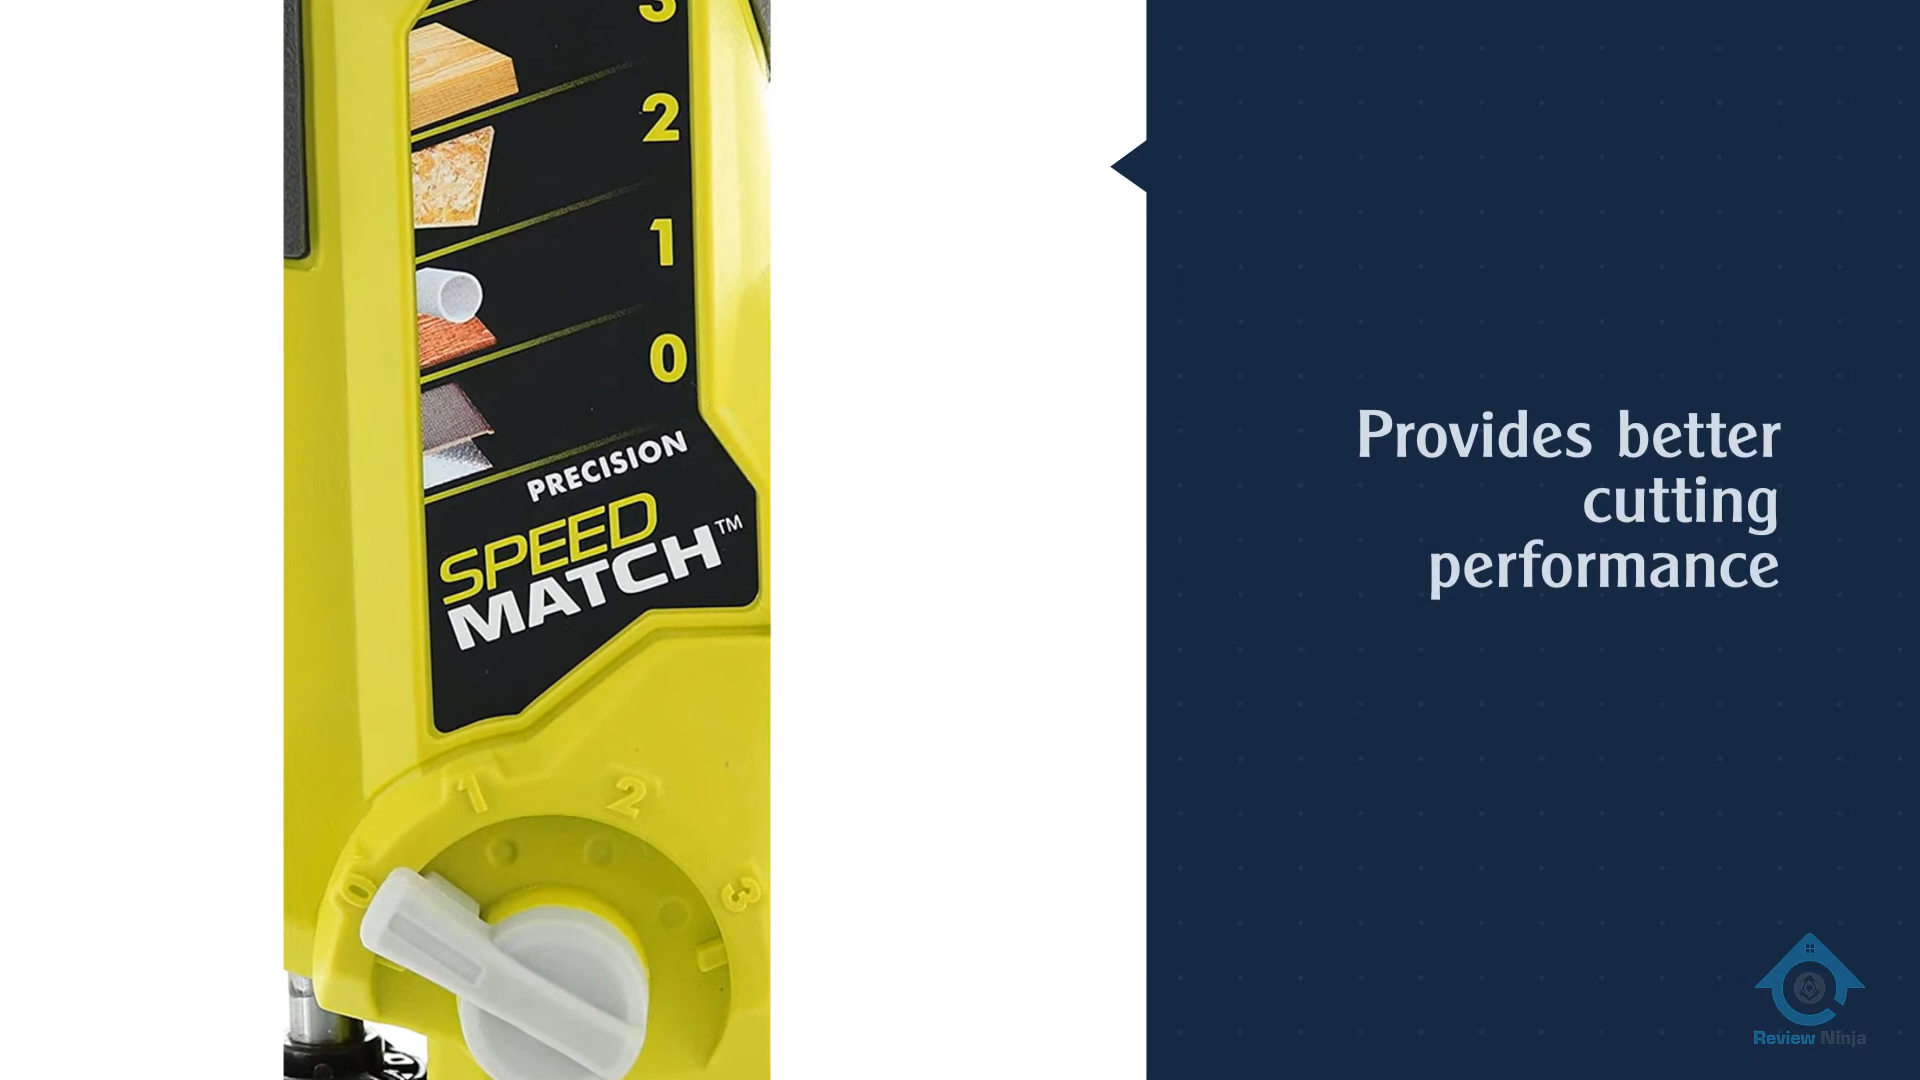 3
2
1
0
PRECISION
SPEED
MATCH™
1
2
0
3
Provides better
cutting
performance
Review Ninja